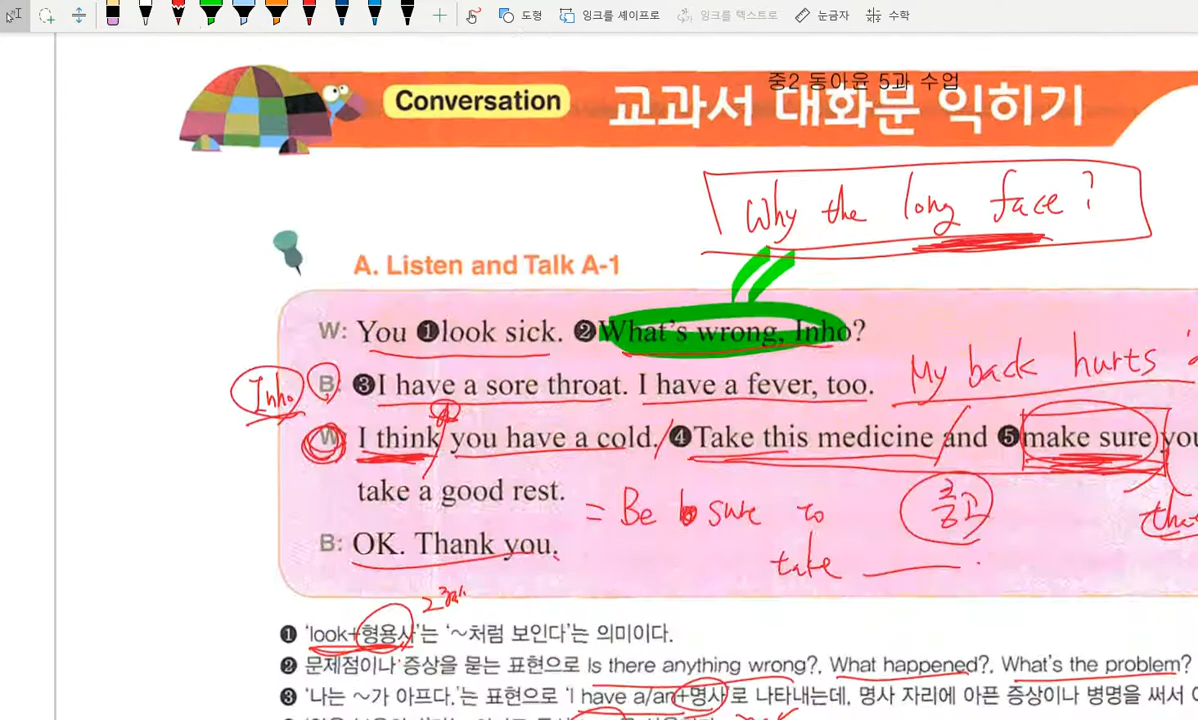 도형 잉크를 셰이프로 잉크를 텍스트로 눈금자 수학
중2 동아윤 5과 수업
Conversation 교과서 대화문 익히기
Why the long face?
A. Listen and Talk A-1
W: You ❶look sick. ❷What's wrong, Inho?
My back hurts
Inho B: ❸I have a sore throat. I have a fever, too.
W: I think you have a cold. ❹Take this medicine and ❺make sure you
take a good rest.
= Be sure to
take
B: OK. Thank you.
❶ 'look+형용사'는 '~처럼 보인다'는 의미이다.
❷ 문제점이나 증상을 묻는 표현으로 Is there anything wrong?, What happened?, What's the problem?
❸ '나는 ~가 아프다.'는 표현으로 'I have a/an+명사'로 나타내는데, 명사 자리에 아픈 증상이나 병명을 써서